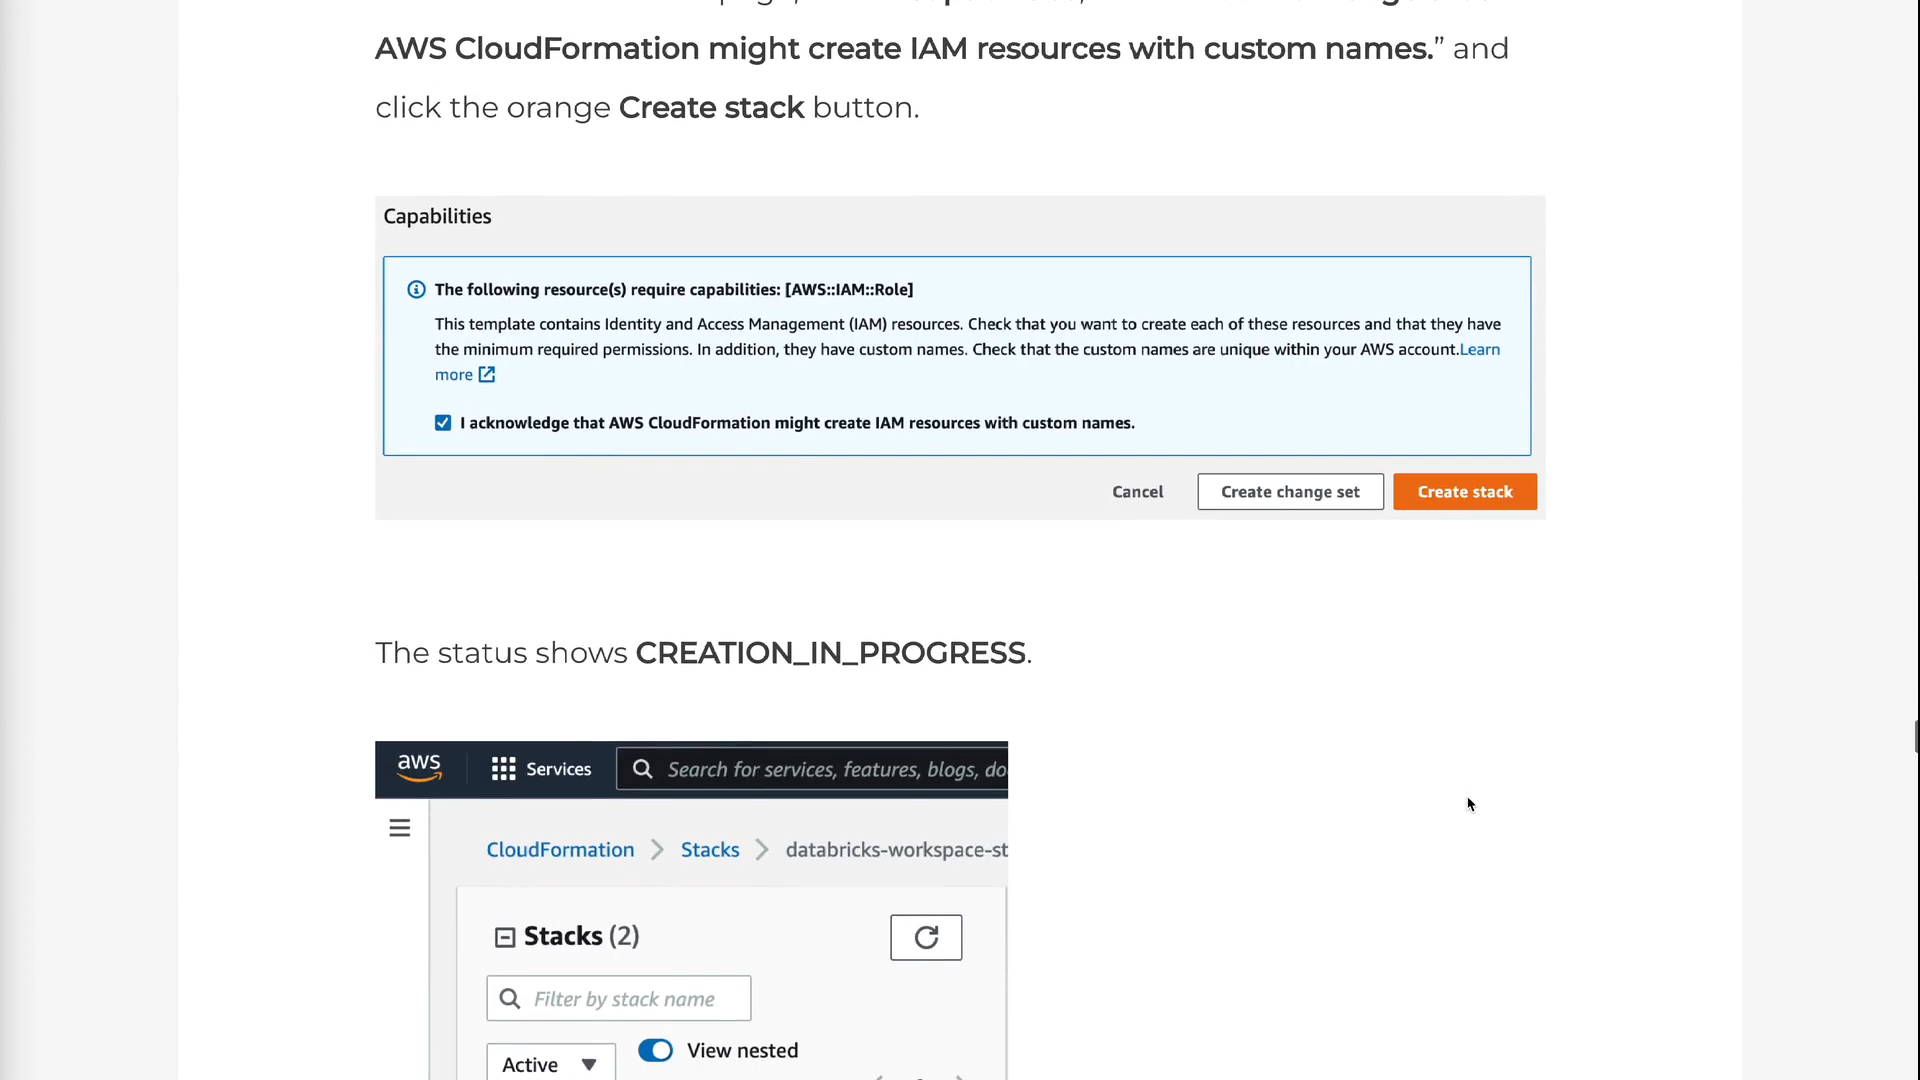 AWS CloudFormation might create IAM resources with custom names.” and
click the orange Create stack button.
Capabilities
The following resource(s) require capabilities: [AWS::IAM::Role]
This template contains Identity and Access Management (IAM) resources. Check that you want to create each of these resources and that they have
the minimum required permissions. In addition, they have custom names. Check that the custom names are unique within your AWS account.Learn
more
I acknowledge that AWS CloudFormation might create IAM resources with custom names.
Cancel Create change set Create stack
The status shows CREATION_IN_PROGRESS.
aws Services Search for services, features, blogs, do
CloudFormation Stacks databricks-workspace-st
Stacks (2)
Filter by stack name
Active View nested